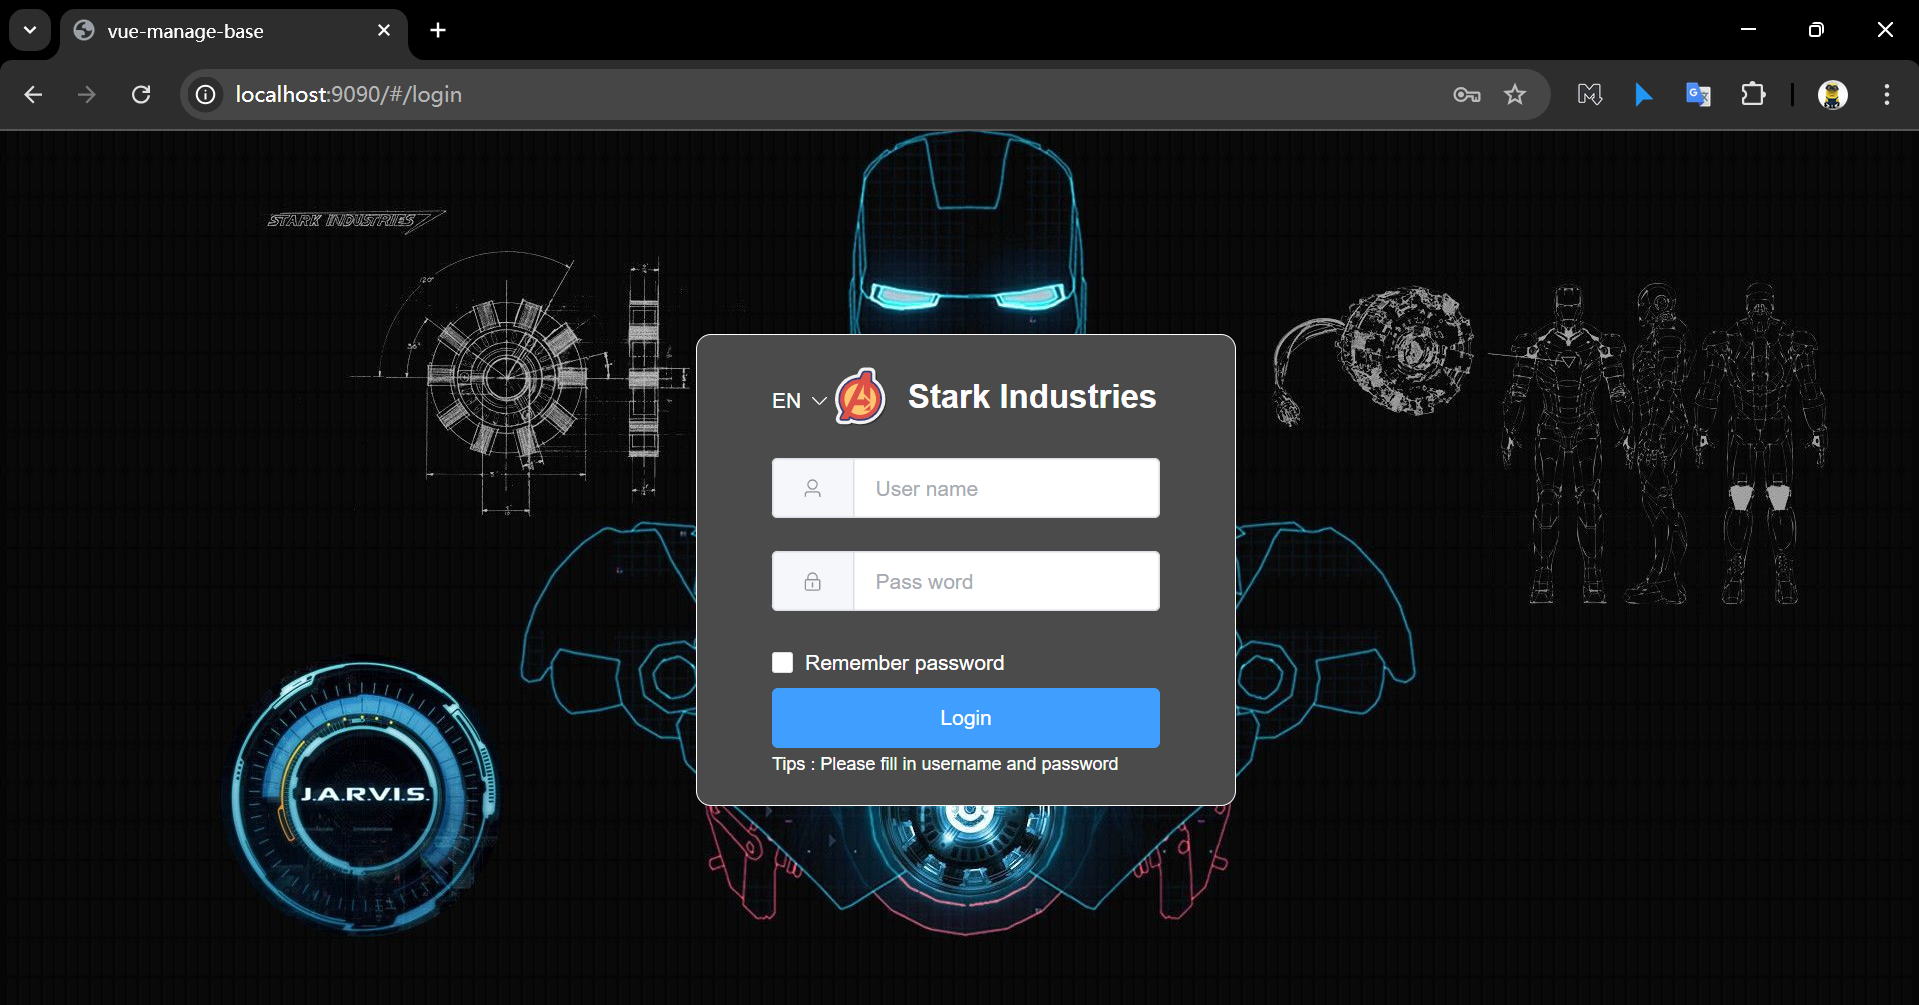 vue-manage-base
localhost:9090/#/login
STARK INDUSTRIES
EN
Stark Industries
User name
Pass word
Remember password
Login
Tips : Please fill in username and password
J.A.R.V.I.S.